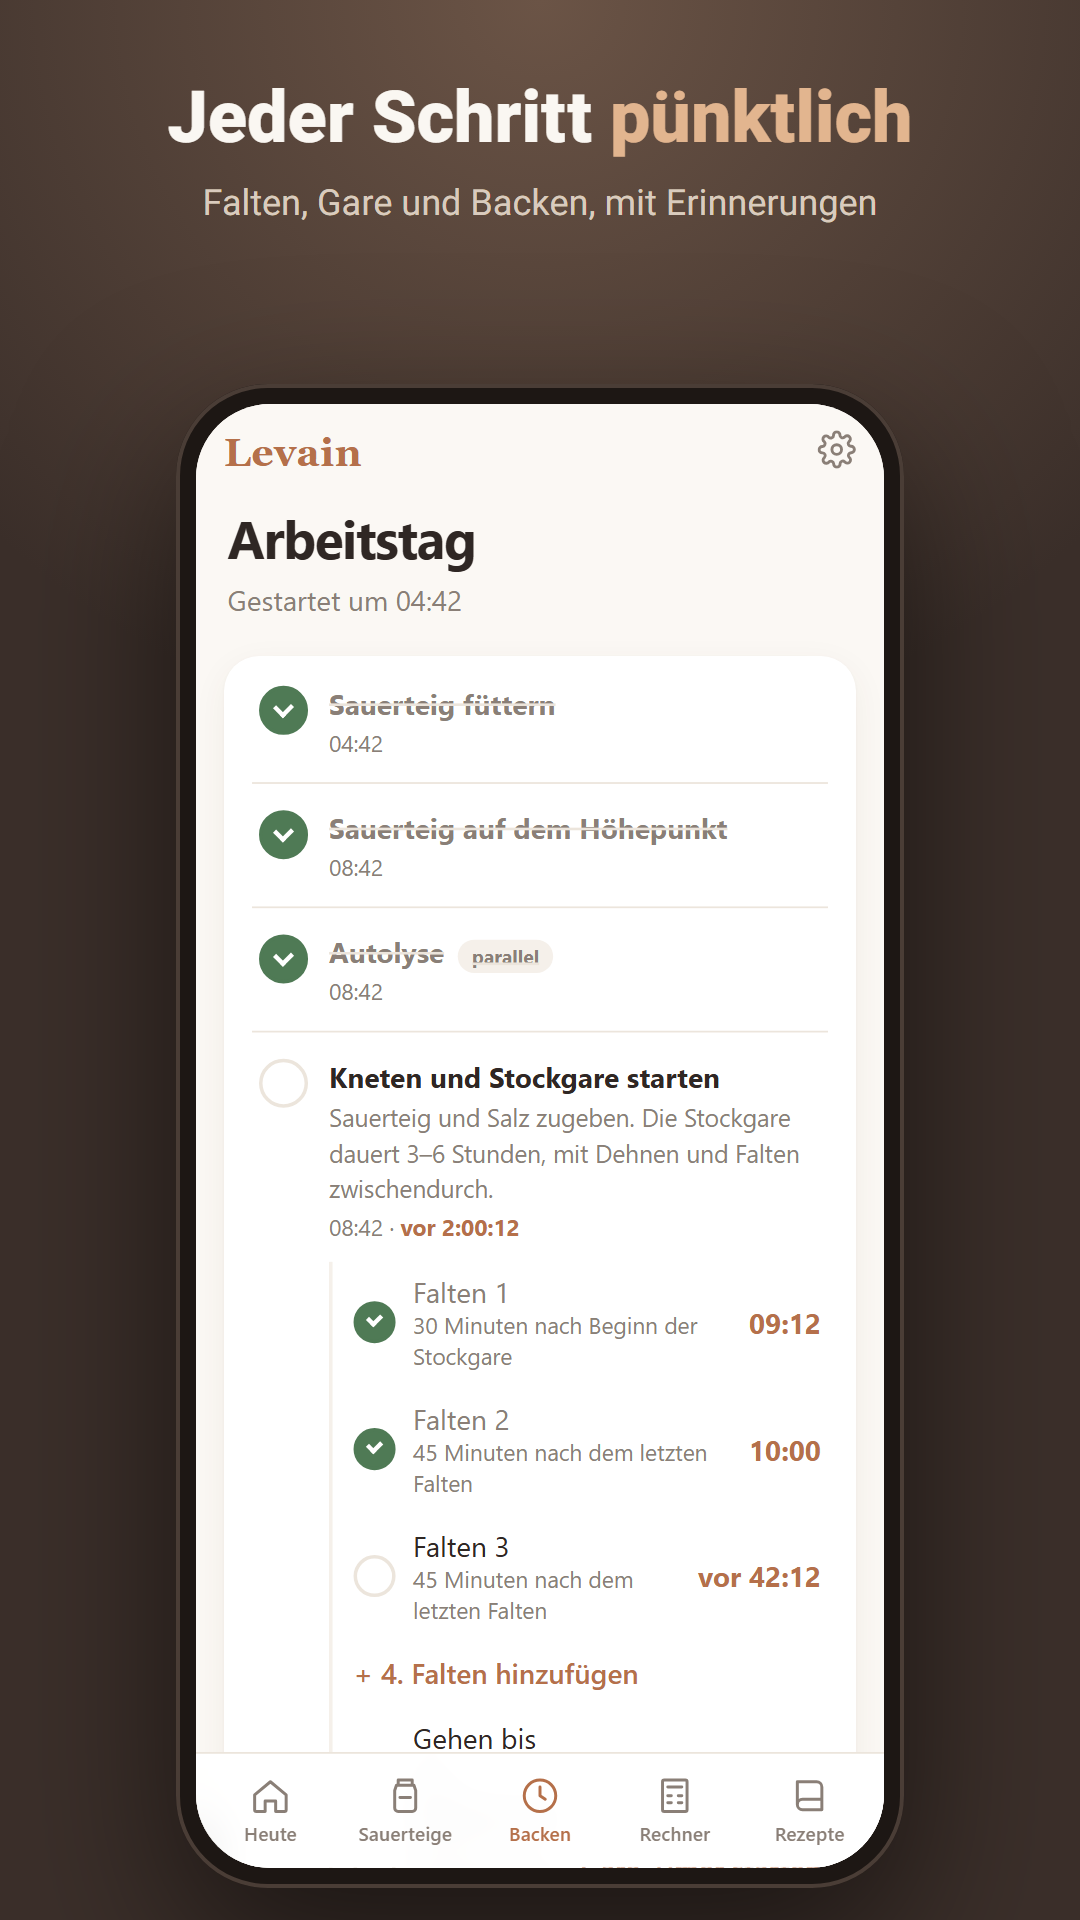 Jeder Schritt pünktlich
Falten, Gare und Backen, mit Erinnerungen
Levain
Arbeitstag
Gestartet um 04:42
Sauerteig füttern
04:42
Sauerteig auf dem Höhepunkt
08:42
Autolyse parallel
08:42
Kneten und Stockgare starten
Sauerteig und Salz zugeben. Die Stockgare
dauert 3–6 Stunden, mit Dehnen und Falten
zwischendurch.
08:42 · vor 2:00:12
Falten 1
30 Minuten nach Beginn der
Stockgare
09:12
Falten 2
45 Minuten nach dem letzten
Falten
10:00
Falten 3
45 Minuten nach dem
letzten Falten
vor 42:12
+ 4. Falten hinzufügen
Gehen bis
Heute
Sauerteige
Backen
Rechner
Rezepte